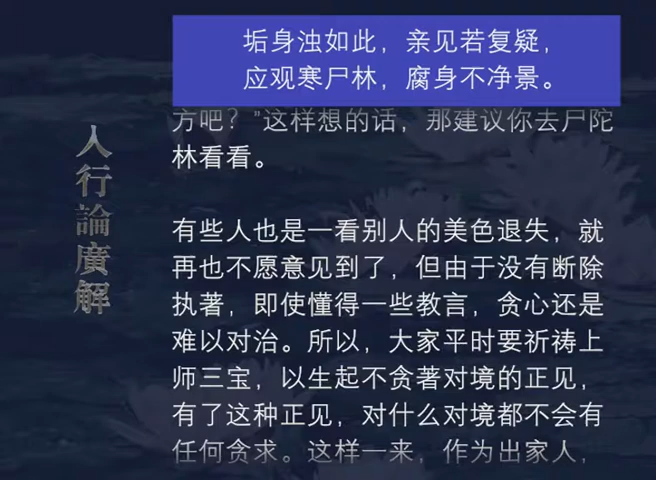 垢身浊如此，亲见若复疑，
应观寒尸林，腐身不净景。
方吧？”这样想的话，那建议你去尸陀
林看看。
有些人也是一看别人的美色退失，就
再也不愿意见到了，但由于没有断除
执著，即使懂得一些教言，贪心还是
难以对治。所以，大家平时要祈祷上
师三宝，以生起不贪著对境的正见，
有了这种正见，对什么对境都不会有
任何贪求。这样一来，作为出家人，
入行論廣解